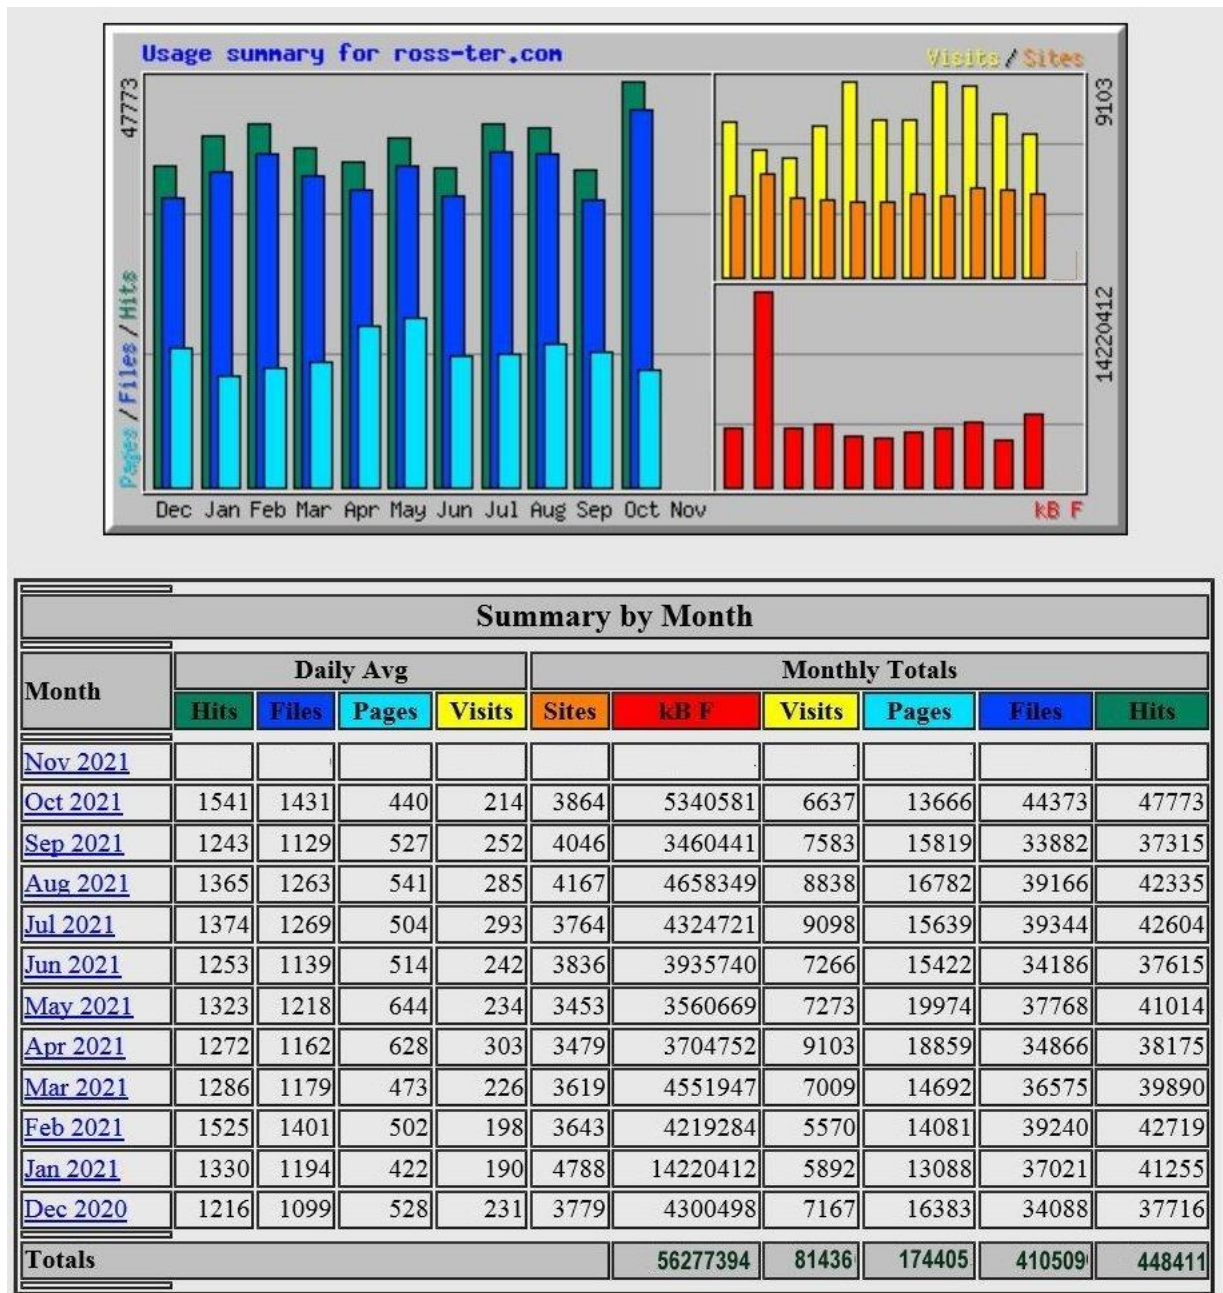 Usage summary for ross-ter.com
Visits / Sites
47773
9103
Pages / Files / Hits
14220412
Dec Jan Feb Mar Apr May Jun Jul Aug Sep Oct Nov
kB F
Summary by Month
Month Daily Avg Monthly Totals
Hits Files Pages Visits Sites kB F Visits Pages Files Hits
Nov 2021
Oct 2021 1541 1431 440 214 3864 5340581 6637 13666 44373 47773
Sep 2021 1243 1129 527 252 4046 3460441 7583 15819 33882 37315
Aug 2021 1365 1263 541 285 4167 4658349 8838 16782 39166 42335
Jul 2021 1374 1269 504 293 3764 4324721 9098 15639 39344 42604
Jun 2021 1253 1139 514 242 3836 3935740 7266 15422 34186 37615
May 2021 1323 1218 644 234 3453 3560669 7273 19974 37768 41014
Apr 2021 1272 1162 628 303 3479 3704752 9103 18859 34866 38175
Mar 2021 1286 1179 473 226 3619 4551947 7009 14692 36575 39890
Feb 2021 1525 1401 502 198 3643 4219284 5570 14081 39240 42719
Jan 2021 1330 1194 422 190 4788 14220412 5892 13088 37021 41255
Dec 2020 1216 1099 528 231 3779 4300498 7167 16383 34088 37716
Totals 56277394 81436 174405 410509 448411